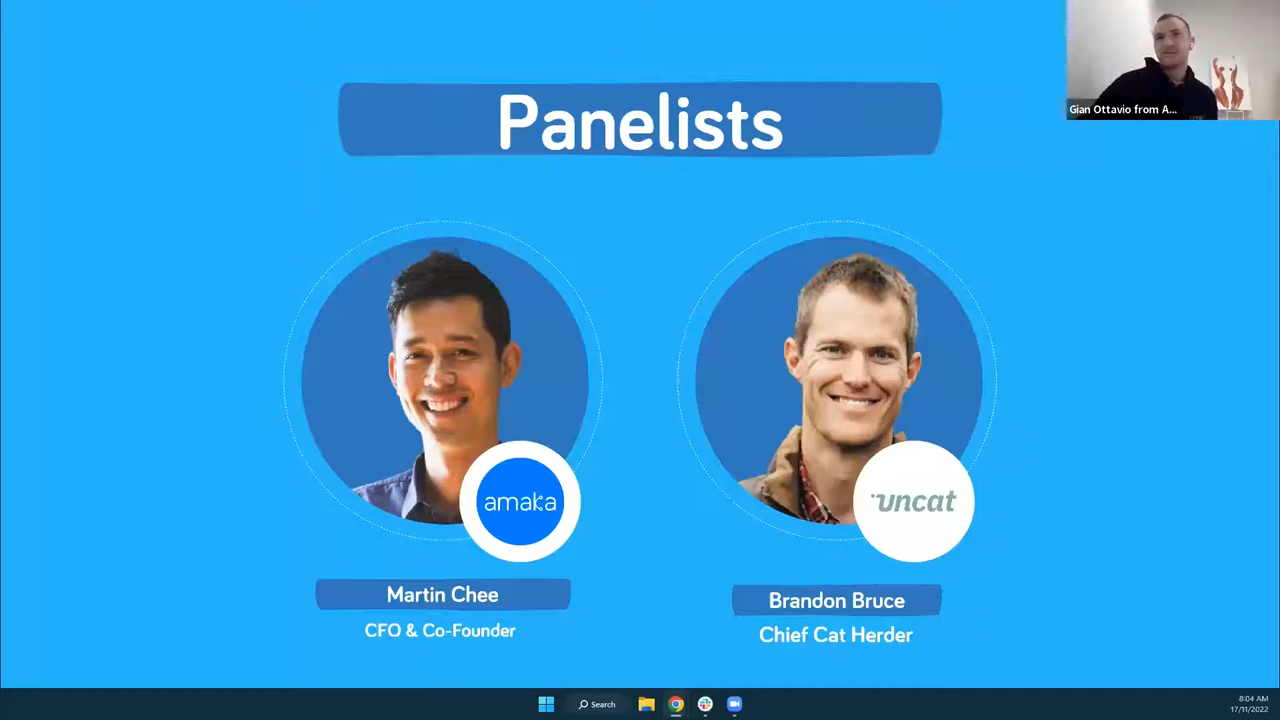 Panelists
Gian Ottavio from A...
amaka
uncat
Martin Chee
Brandon Bruce
CFO & Co-Founder
Chief Cat Herder
Search
8:04 AM
17/11/2022